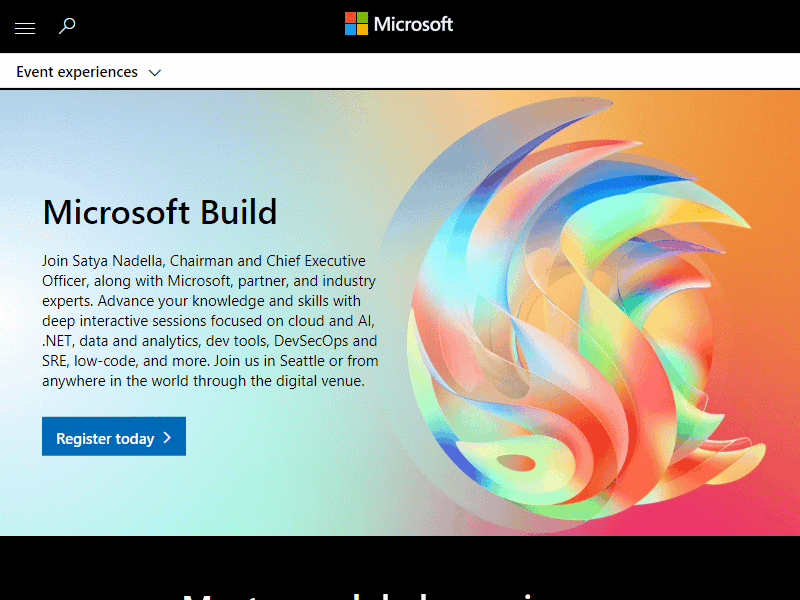 Microsoft
Event experiences
Microsoft Build
Join Satya Nadella, Chairman and Chief Executive
Officer, along with Microsoft, partner, and industry
experts. Advance your knowledge and skills with
deep interactive sessions focused on cloud and AI,
.NET, data and analytics, dev tools, DevSecOps and
SRE, low-code, and more. Join us in Seattle or from
anywhere in the world through the digital venue.
Register today